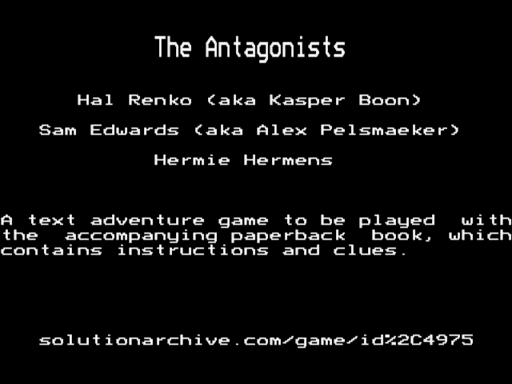 The Antagonists
Hal Renko (aka Kasper Boon)
Sam Edwards (aka Alex Pelsmaeker)
Hermie Hermens
A text adventure game to be played  with
the  accompanying paperback  book, which
contains instructions and clues.
solutionarchive.com/game/id%2C4975